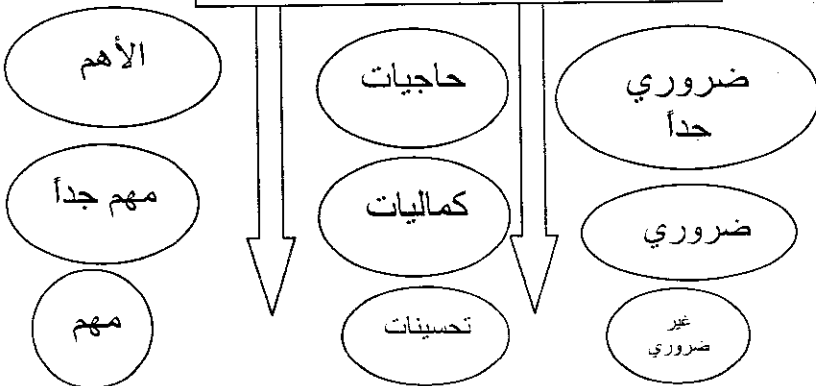 ضروري
جداً
حاجيات
الأهم
ضروري
كماليات
مهم جداً
غير
ضروري
تحسينات
مهم